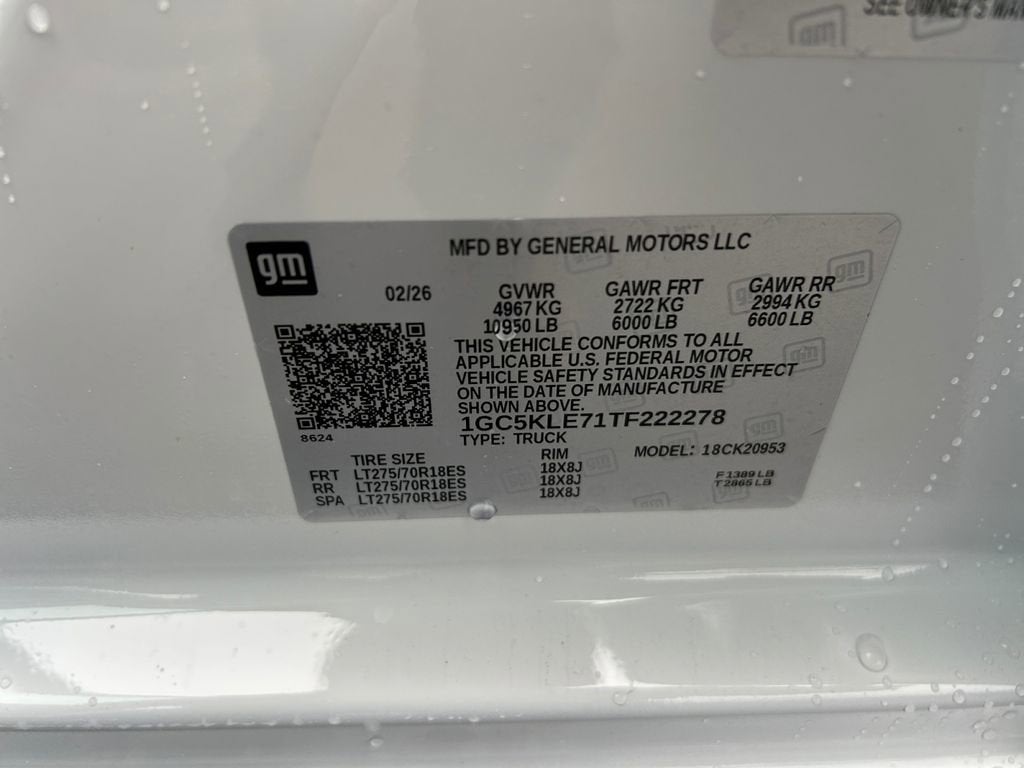 SEE OWNER'S
gm
gm
MFD BY GENERAL MOTORS LLC
02/26
GVWR GAWR FRT GAWR RR
4967 KG 2722 KG 2994 KG
10950 LB 6000 LB 6600 LB
THIS VEHICLE CONFORMS TO ALL
APPLICABLE U.S. FEDERAL MOTOR
VEHICLE SAFETY STANDARDS IN EFFECT
ON THE DATE OF MANUFACTURE
SHOWN ABOVE.
1GC5KLE71TF222278
8624
TYPE: TRUCK
MODEL: 18CK20953
TIRE SIZE RIM
FRT LT275/70R18ES 18X8J F1389 LB
RR LT275/70R18ES 18X8J T2865 LB
SPA LT275/70R18ES 18X8J